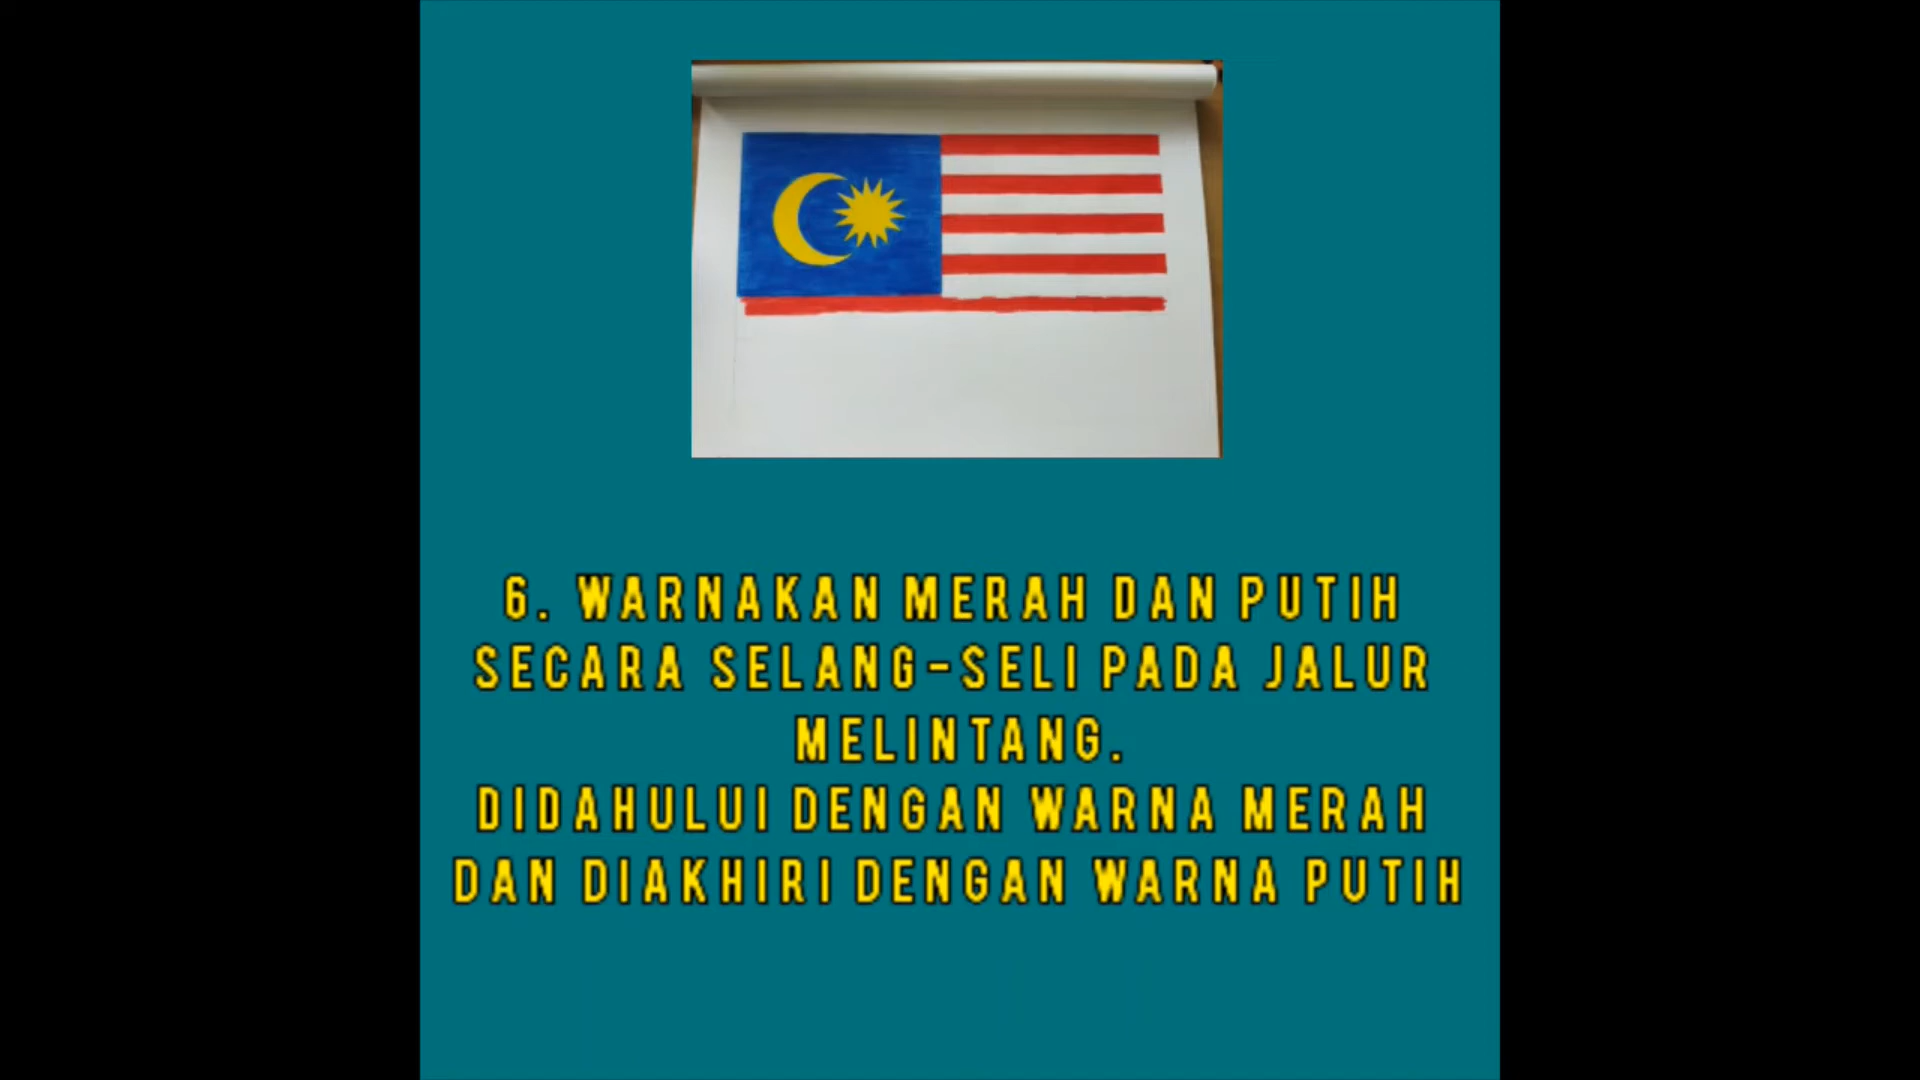 6. WARNAKAN MERAH DAN PUTIH
SECARA SELANG-SELI PADA JALUR
MELINTANG.
DIDAHULUI DENGAN WARNA MERAH
DAN DIAKHIRI DENGAN WARNA PUTIH